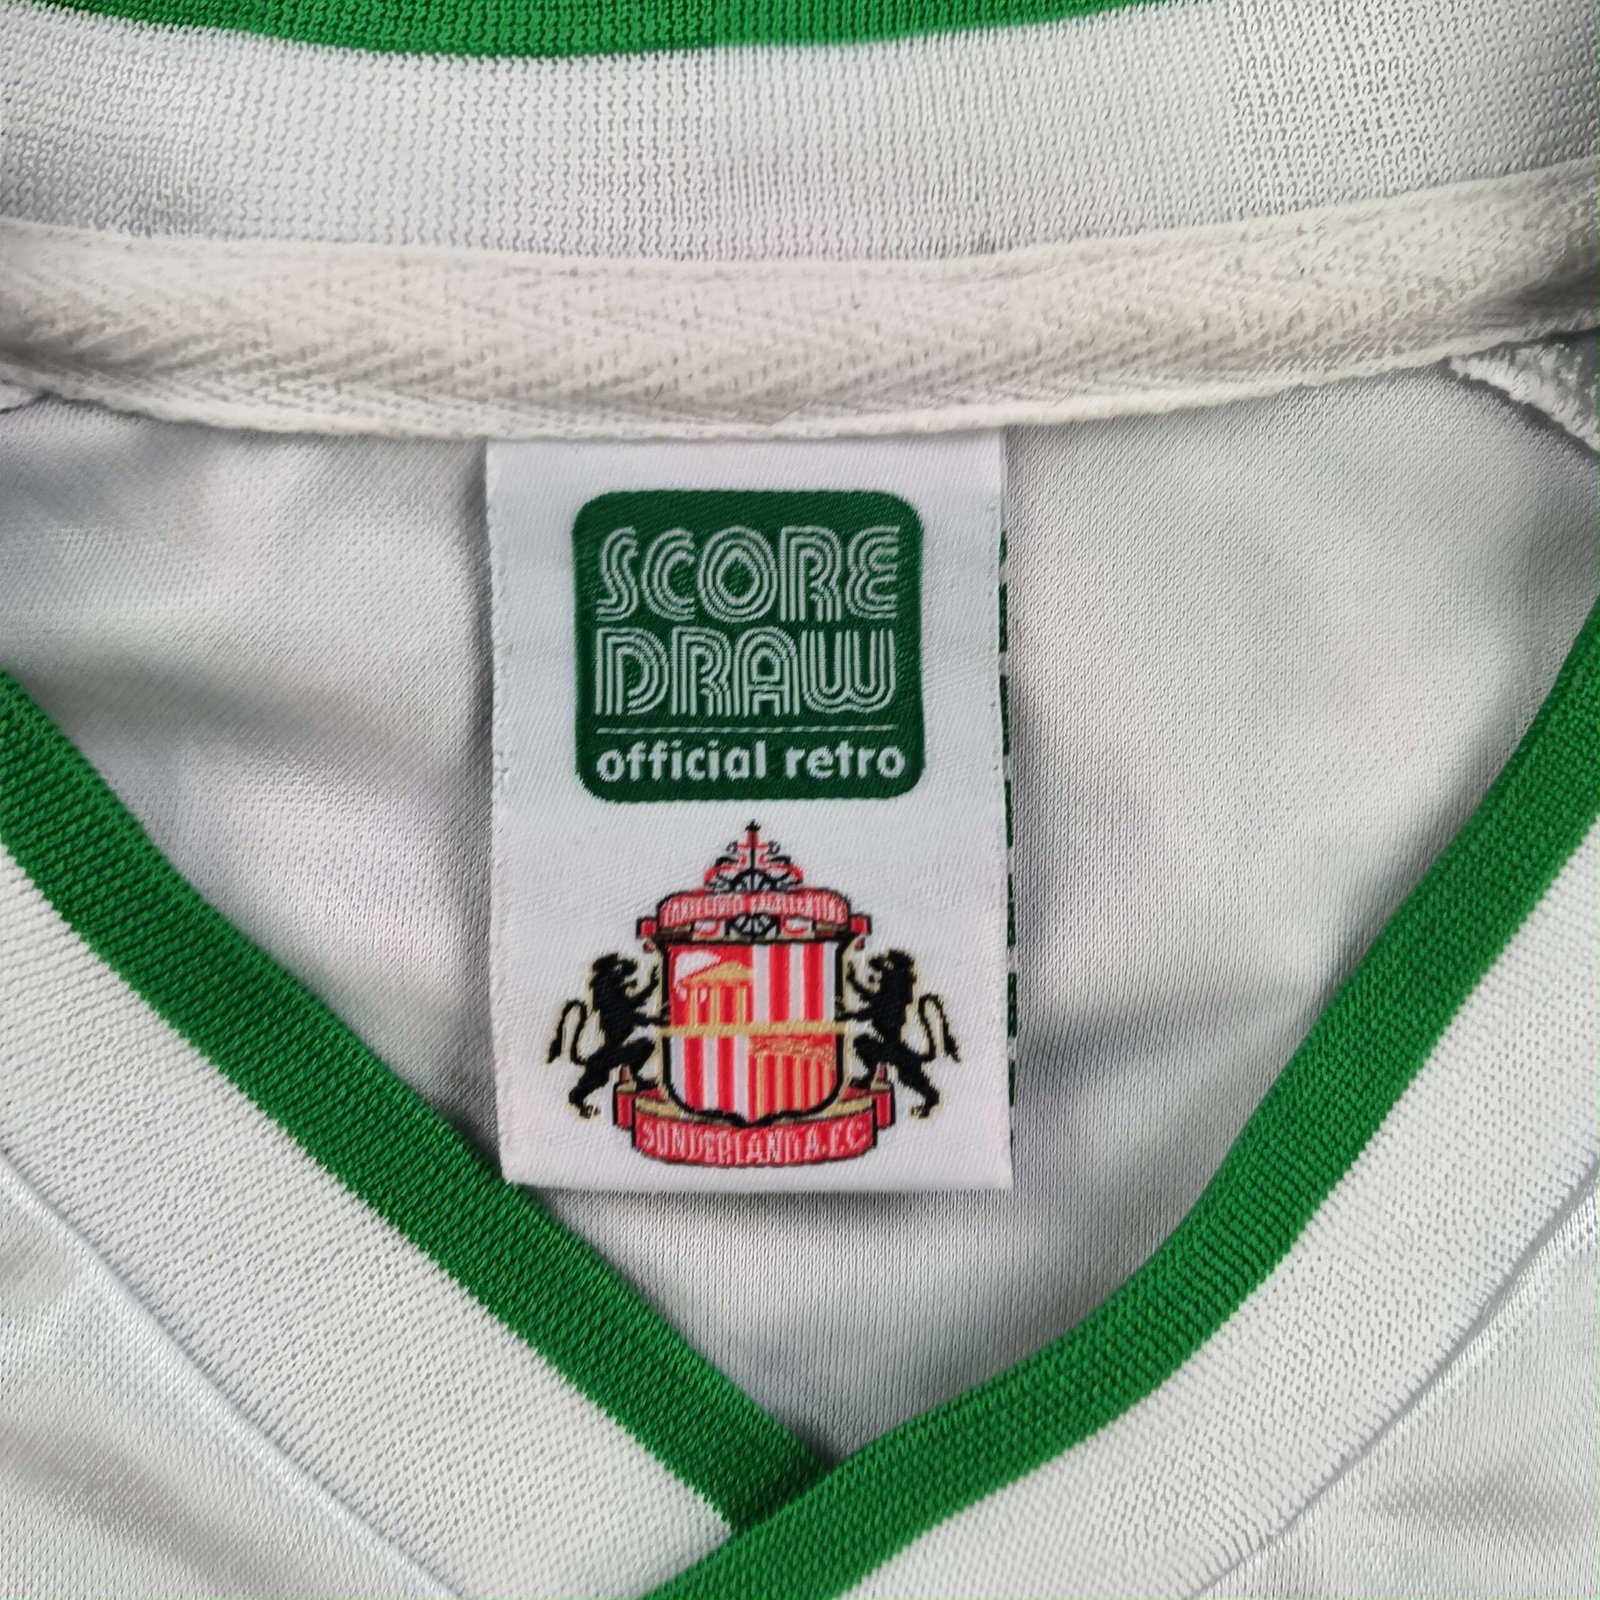 SCORE
DRAW
official retro
SUNDERLAND A.F.C.